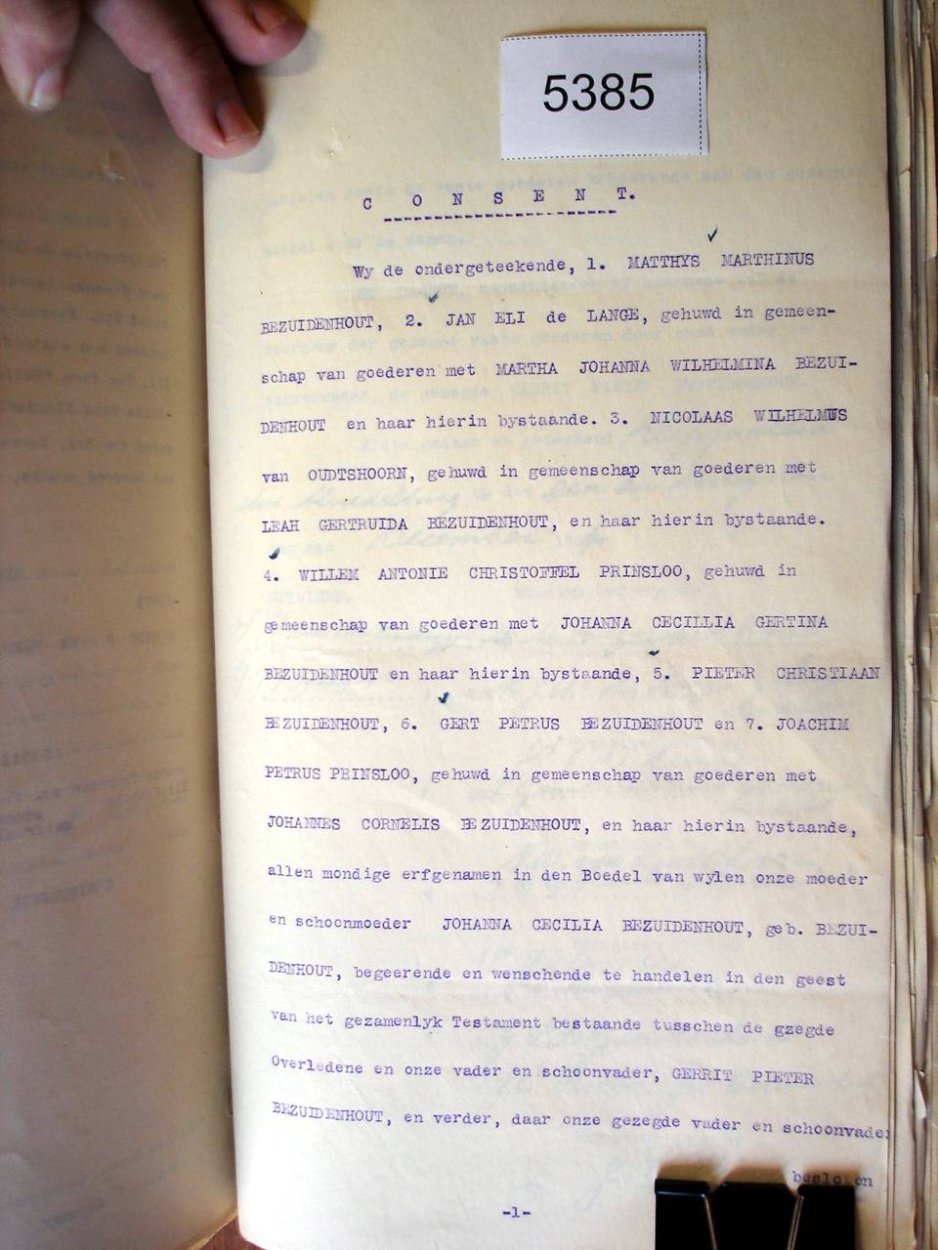 5385
C O N S E N T.
Wy de ondergeteekende, 1. MATTHYS MARTHINUS
BEZUIDENHOUT, 2. JAN ELI de LANGE, gehuwd in gemeen-
schap van goederen met MARTHA JOHANNA WILHELMINA BEZUI-
DENHOUT en haar hierin bystaande. 3. NICOLAAS WILHELMUS
van OUDTSHOORN, gehuwd in gemeenschap van goederen met
LEAH GERTRUIDA BEZUIDENHOUT, en haar hierin bystaande.
4. WILLEM ANTONIE CHRISTOFFEL PRINSLOO, gehuwd in
gemeenschap van goederen met JOHANNA CECILLIA GERTINA
BEZUIDENHOUT en haar hierin bystaande, 5. PIETER CHRISTIAAN
BEZUIDENHOUT, 6. GERT PETRUS BEZUIDENHOUT en 7. JOACHIM
PETRUS PRINSLOO, gehuwd in gemeenschap van goederen met
JOHANNES CORNELIS BEZUIDENHOUT, en haar hierin bystaande,
allen mondige erfgenamen in den Boedel van wylen onze moeder
en schoonmoeder JOHANNA CECILIA BEZUIDENHOUT, geb. BEZUI-
DENHOUT, begeerende en wenschende te handelen in den geest
van het gezamenlyk Testament bestaande tusschen de gzegde
Overledene en onze vader en schoonvader, GERRIT PIETER
BEZUIDENHOUT, en verder, daar onze gezegde vader en schoonvader
besloten
-1-